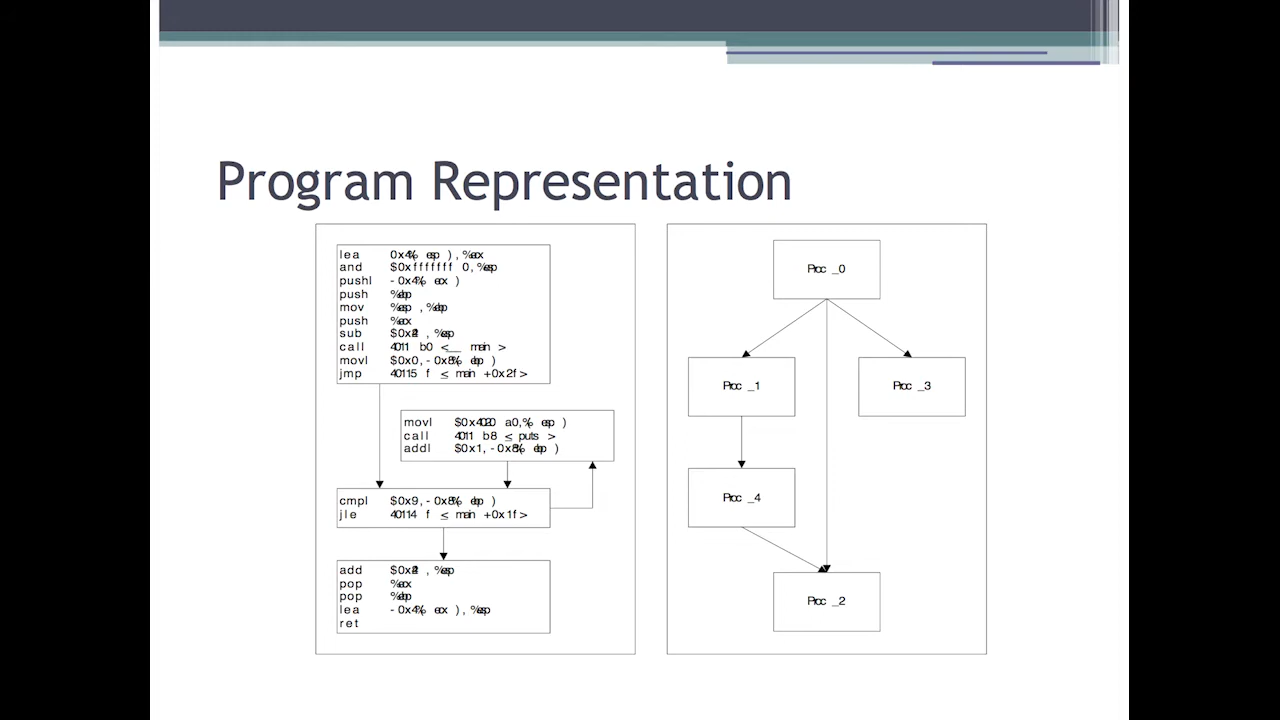 Program Representation
lea 0x4(%esp),%ecx
and $0xfffffff0,%esp
pushl -0x4(%ecx)
push %ebp
mov %esp,%ebp
push %ecx
sub $0x24,%esp
call 4011b0 <__main>
movl $0x0,-0x8(%ebp)
jmp 40115f <main+0x2f>
movl $0x4020a0,(%esp)
call 4011b8 <puts>
addl $0x1,-0x8(%ebp)
cmpl $0x9,-0x8(%ebp)
jle 40114f <main+0x1f>
add $0x24,%esp
pop %ecx
pop %ebp
lea -0x4(%ecx),%esp
ret
Proc_0
Proc_1
Proc_3
Proc_4
Proc_2